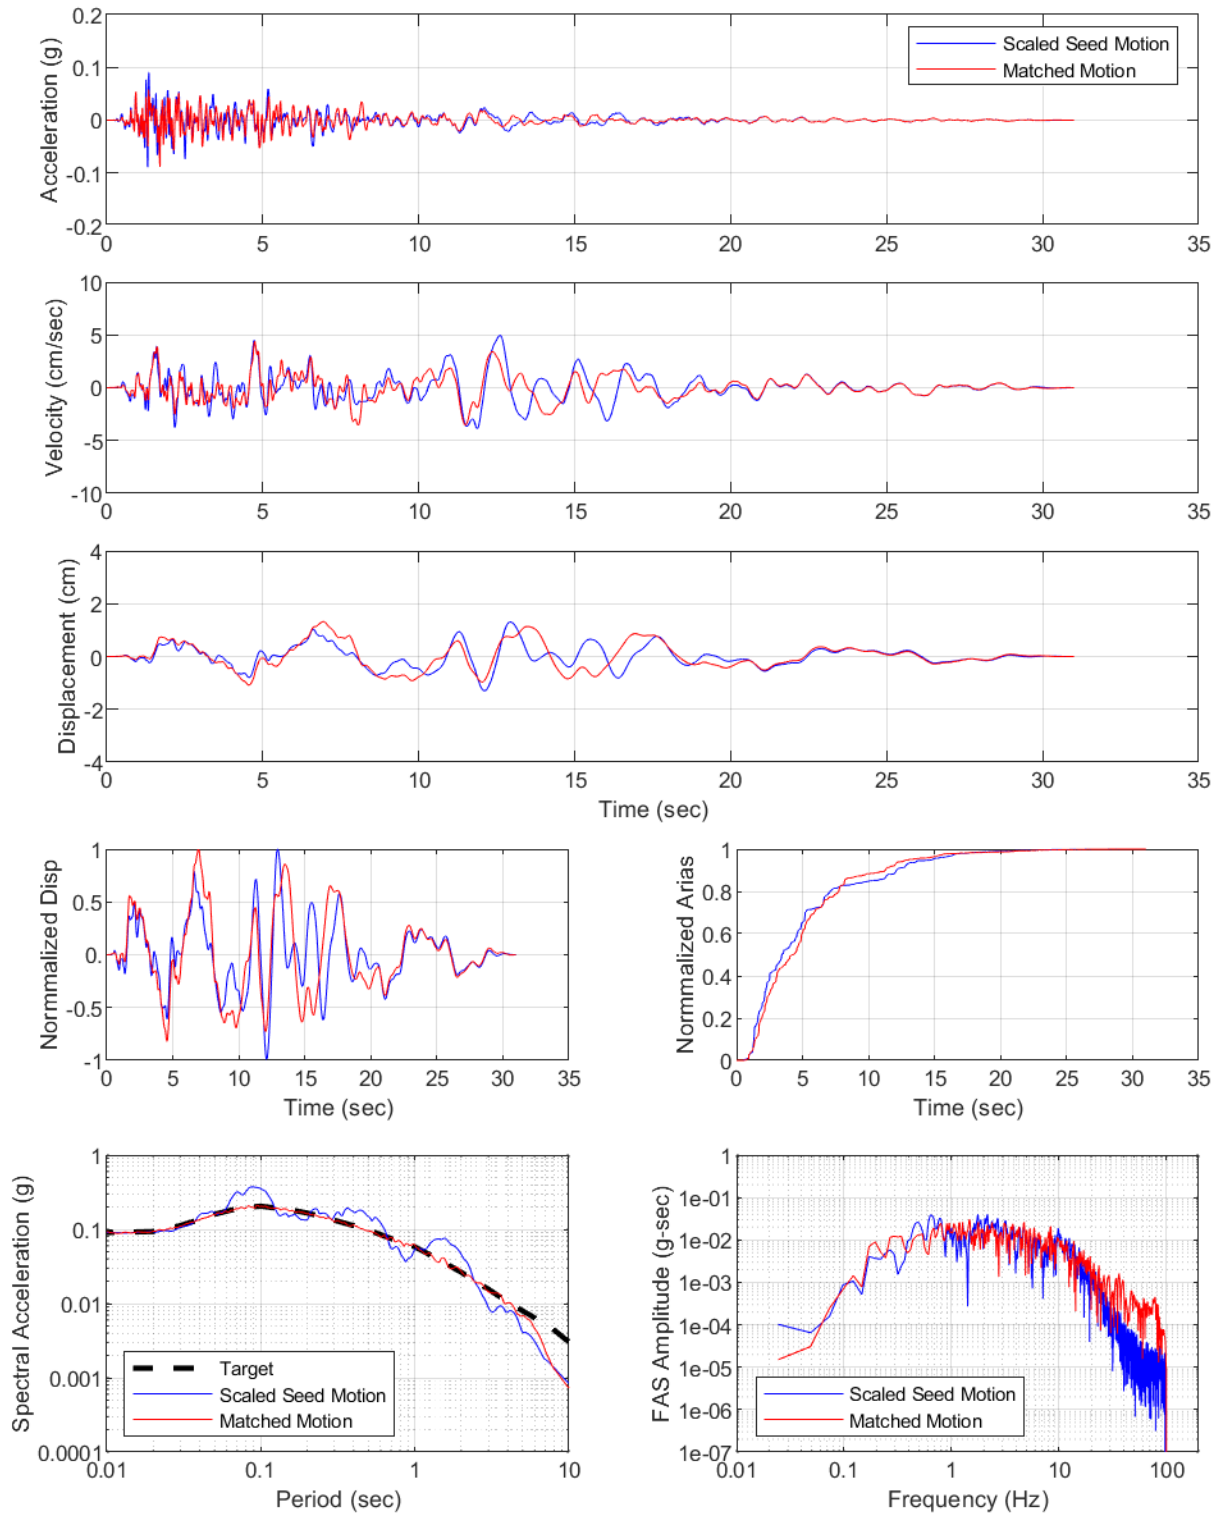 0.2
0.1
0
-0.1
-0.2
Acceleration (g)
Scaled Seed Motion
Matched Motion
0 5 10 15 20 25 30 35
10
5
0
-5
-10
Velocity (cm/sec)
0 5 10 15 20 25 30 35
4
2
0
-2
-4
Displacement (cm)
0 5 10 15 20 25 30 35
Time (sec)
1
0.5
0.
-0.5
-1
Normmalized Disp
0 5 10 15 20 25 30 35
Time (sec)
1
0.8
0.6
0.4
0.2
0
Normmalized Arias
0 5 10 15 20 25 30 35
Time (sec)
1
0.1
0.01
0.001
0.0001
Spectral Acceleration (g)
Target
Scaled Seed Motion
Matched Motion
0.01 0.1 1 10
Period (sec)
1
1e-01
1e-02
1e-03
1e-04
1e-05
1e-06
1e-07
FAS Amplitude (g-sec)
Scaled Seed Motion
Matched Motion
0.01 0.1 1 10 100
Frequency (Hz)